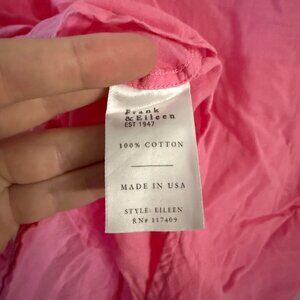 Frank
& Eileen
EST 1947
100% COTTON
MADE IN USA
STYLE: EILEEN
RN# 117409